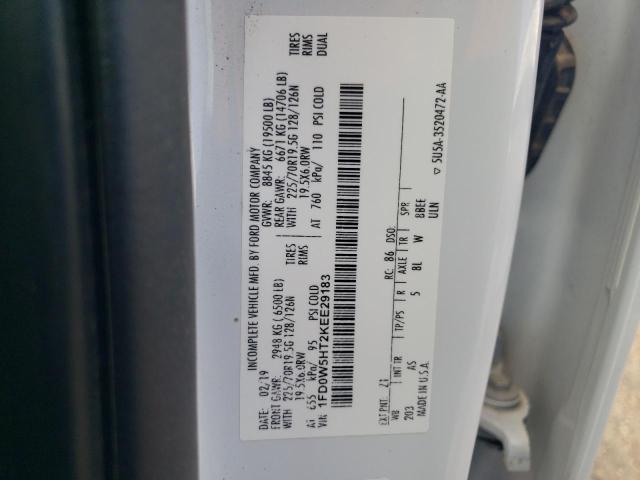 INCOMPLETE VEHICLE MFD. BY FORD MOTOR COMPANY
DATE: 02/19 GVWR: 8845 KG (19500 LB)
FRONT GAWR: 2948 KG (6500 LB) REAR GAWR: 6671 KG (14706 LB)
WITH 225/70R19.5G 128/126N TIRES WITH 225/70R19.5G 128/126N TIRES
19.5X6.0RW RIMS 19.5X6.0RW RIMS
AT 655 kPa/ 95 PSI COLD AT 760 kPa/ 110 PSI COLD DUAL
VIN: 1FD0W5HT2KEE29183
EXT PNT: Z1 RC: 86 DSO:
WB INT TR TP/PS R AXLE TR SPR
203 AS 5 BL W BBEE
MADE IN U.S.A. ULN
▽ 5U5A-3520472-AA